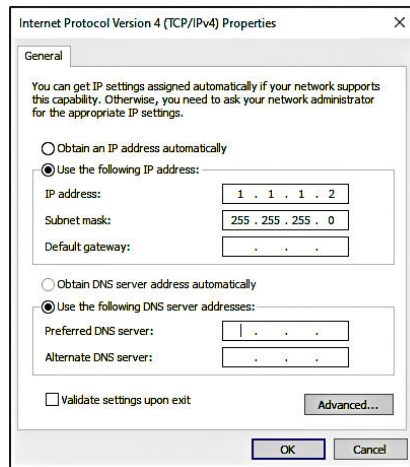 Internet Protocol Version 4 (TCP/IPv4) Properties
General
You can get IP settings assigned automatically if your network supports
this capability. Otherwise, you need to ask your network administrator
for the appropriate IP settings.
Obtain an IP address automatically
Use the following IP address:
IP address: 1 . 1 . 1 . 2
Subnet mask: 255 . 255 . 255 . 0
Default gateway: . . .
Obtain DNS server address automatically
Use the following DNS server addresses:
Preferred DNS server: . . .
Alternate DNS server: . . .
Validate settings upon exit
Advanced...
OK Cancel